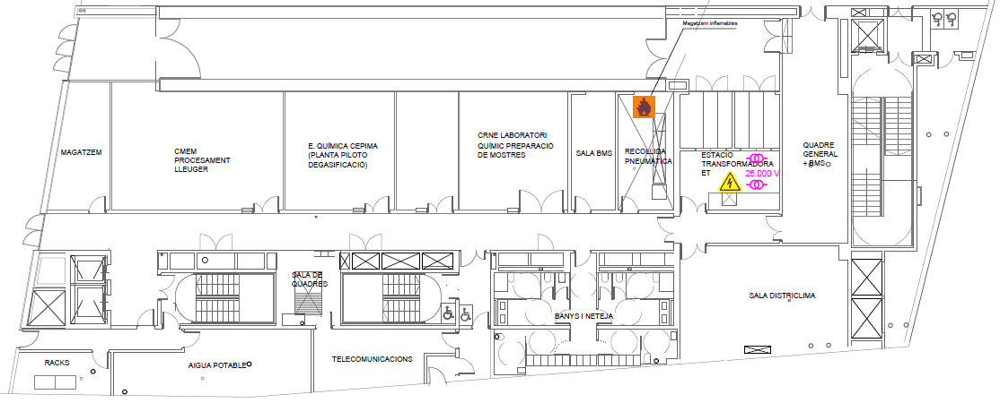 Magatzem inflamables
MAGATZEM
CMEM
PROCESAMENT
LLEUGER
E. QUÍMICA CEPIMA
(PLANTA PILOTO
DEGASIFICACIÓ)
CRNE LABORATORI
QUÍMIC PREPARACIÓ
DE MOSTRES
SALA BMS
RECOLLIDA
PNEUMÀTICA
ESTACIO
TRANSFORMADORA
ET
25.000 V
QUADRE
GENERAL
+BMS
SALA DE
QUADRES
SALA DISTRICLIMA
BANYS I NETEJA
RACKS
AIGUA POTABLE
TELECOMUNICACIONS